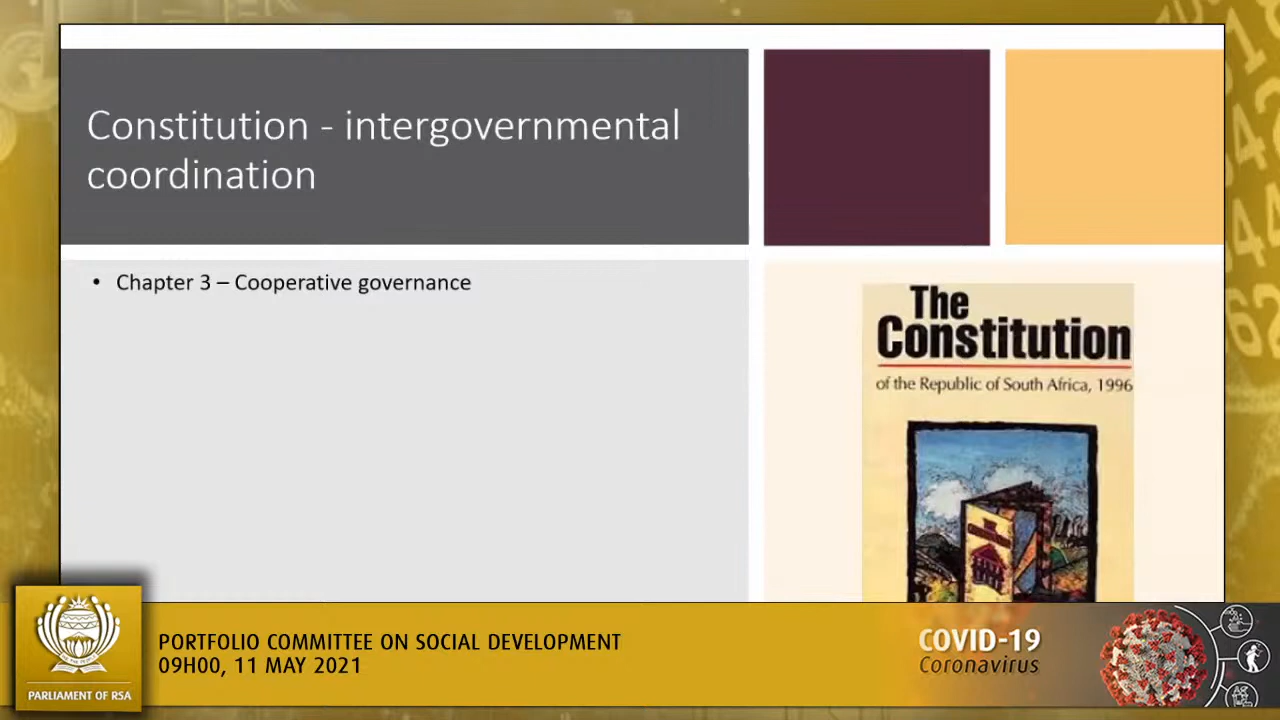 Constitution - intergovernmental
coordination
• Chapter 3 – Cooperative governance
The
Constitution
of the Republic of South Africa, 1996
PARLIAMENT OF RSA
PORTFOLIO COMMITTEE ON SOCIAL DEVELOPMENT
09H00, 11 MAY 2021
COVID-19
Coronavirus